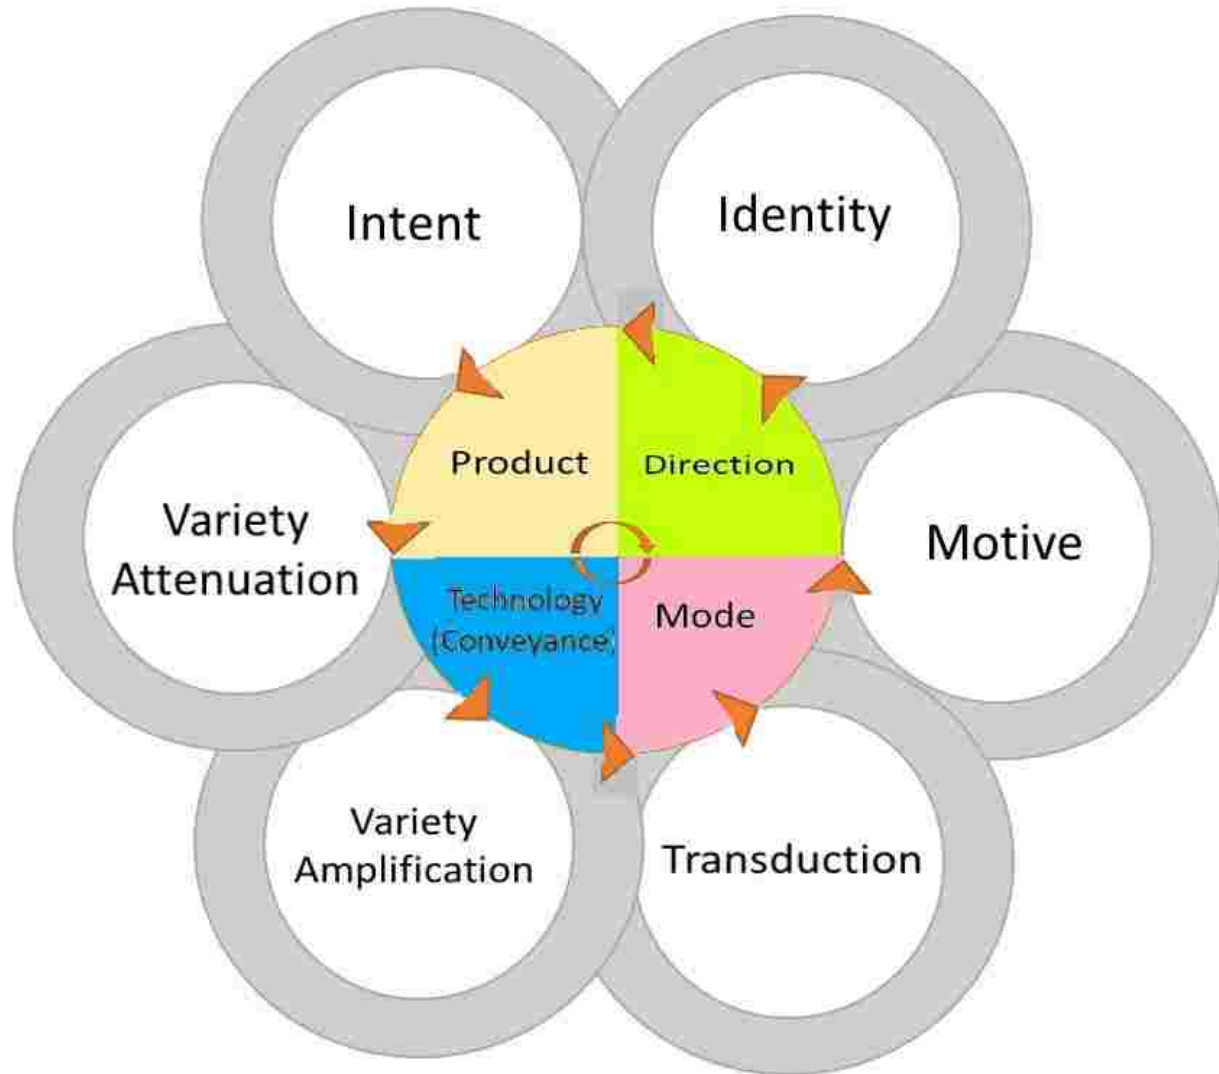 Intent
Identity
Product
Direction
Variety
Attenuation
Motive
Technology
(Conveyance)
Mode
Variety
Amplification
Transduction